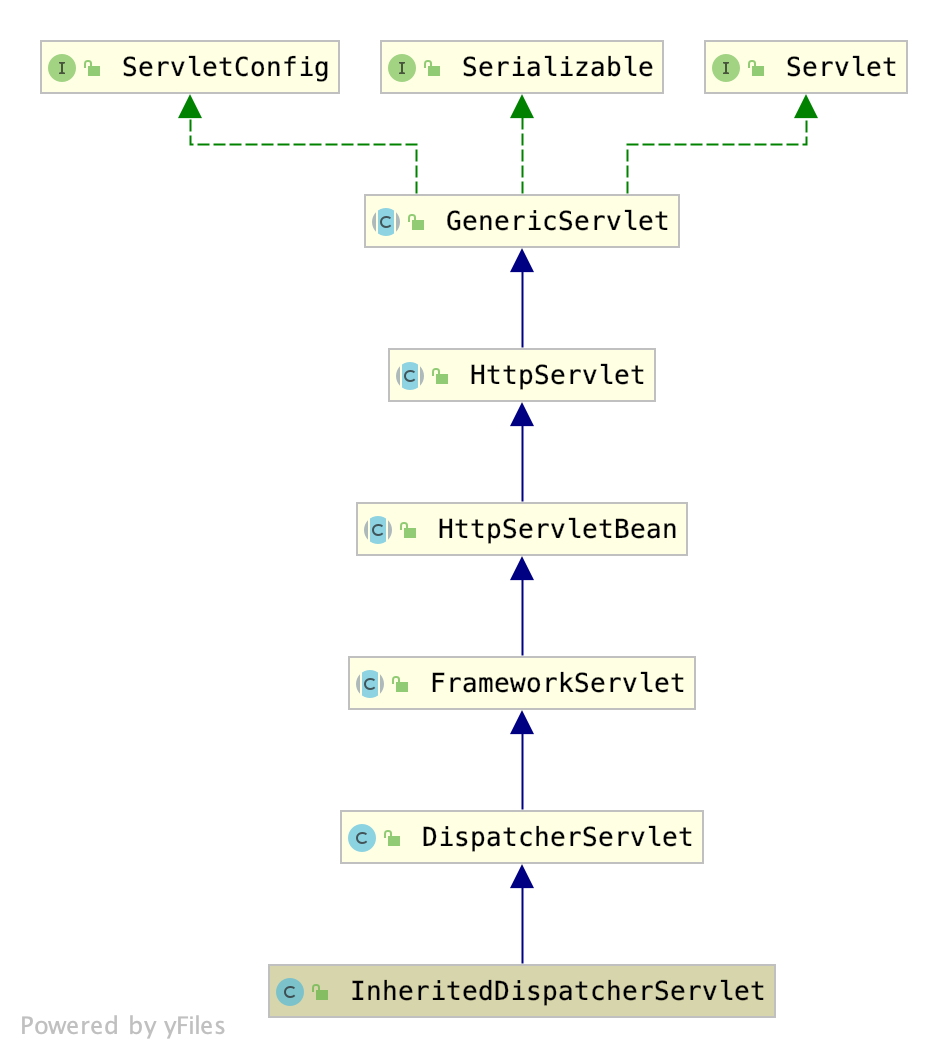 ServletConfig
Serializable
Servlet
GenericServlet
HttpServlet
HttpServletBean
FrameworkServlet
DispatcherServlet
InheritedDispatcherServlet
Powered by yFiles